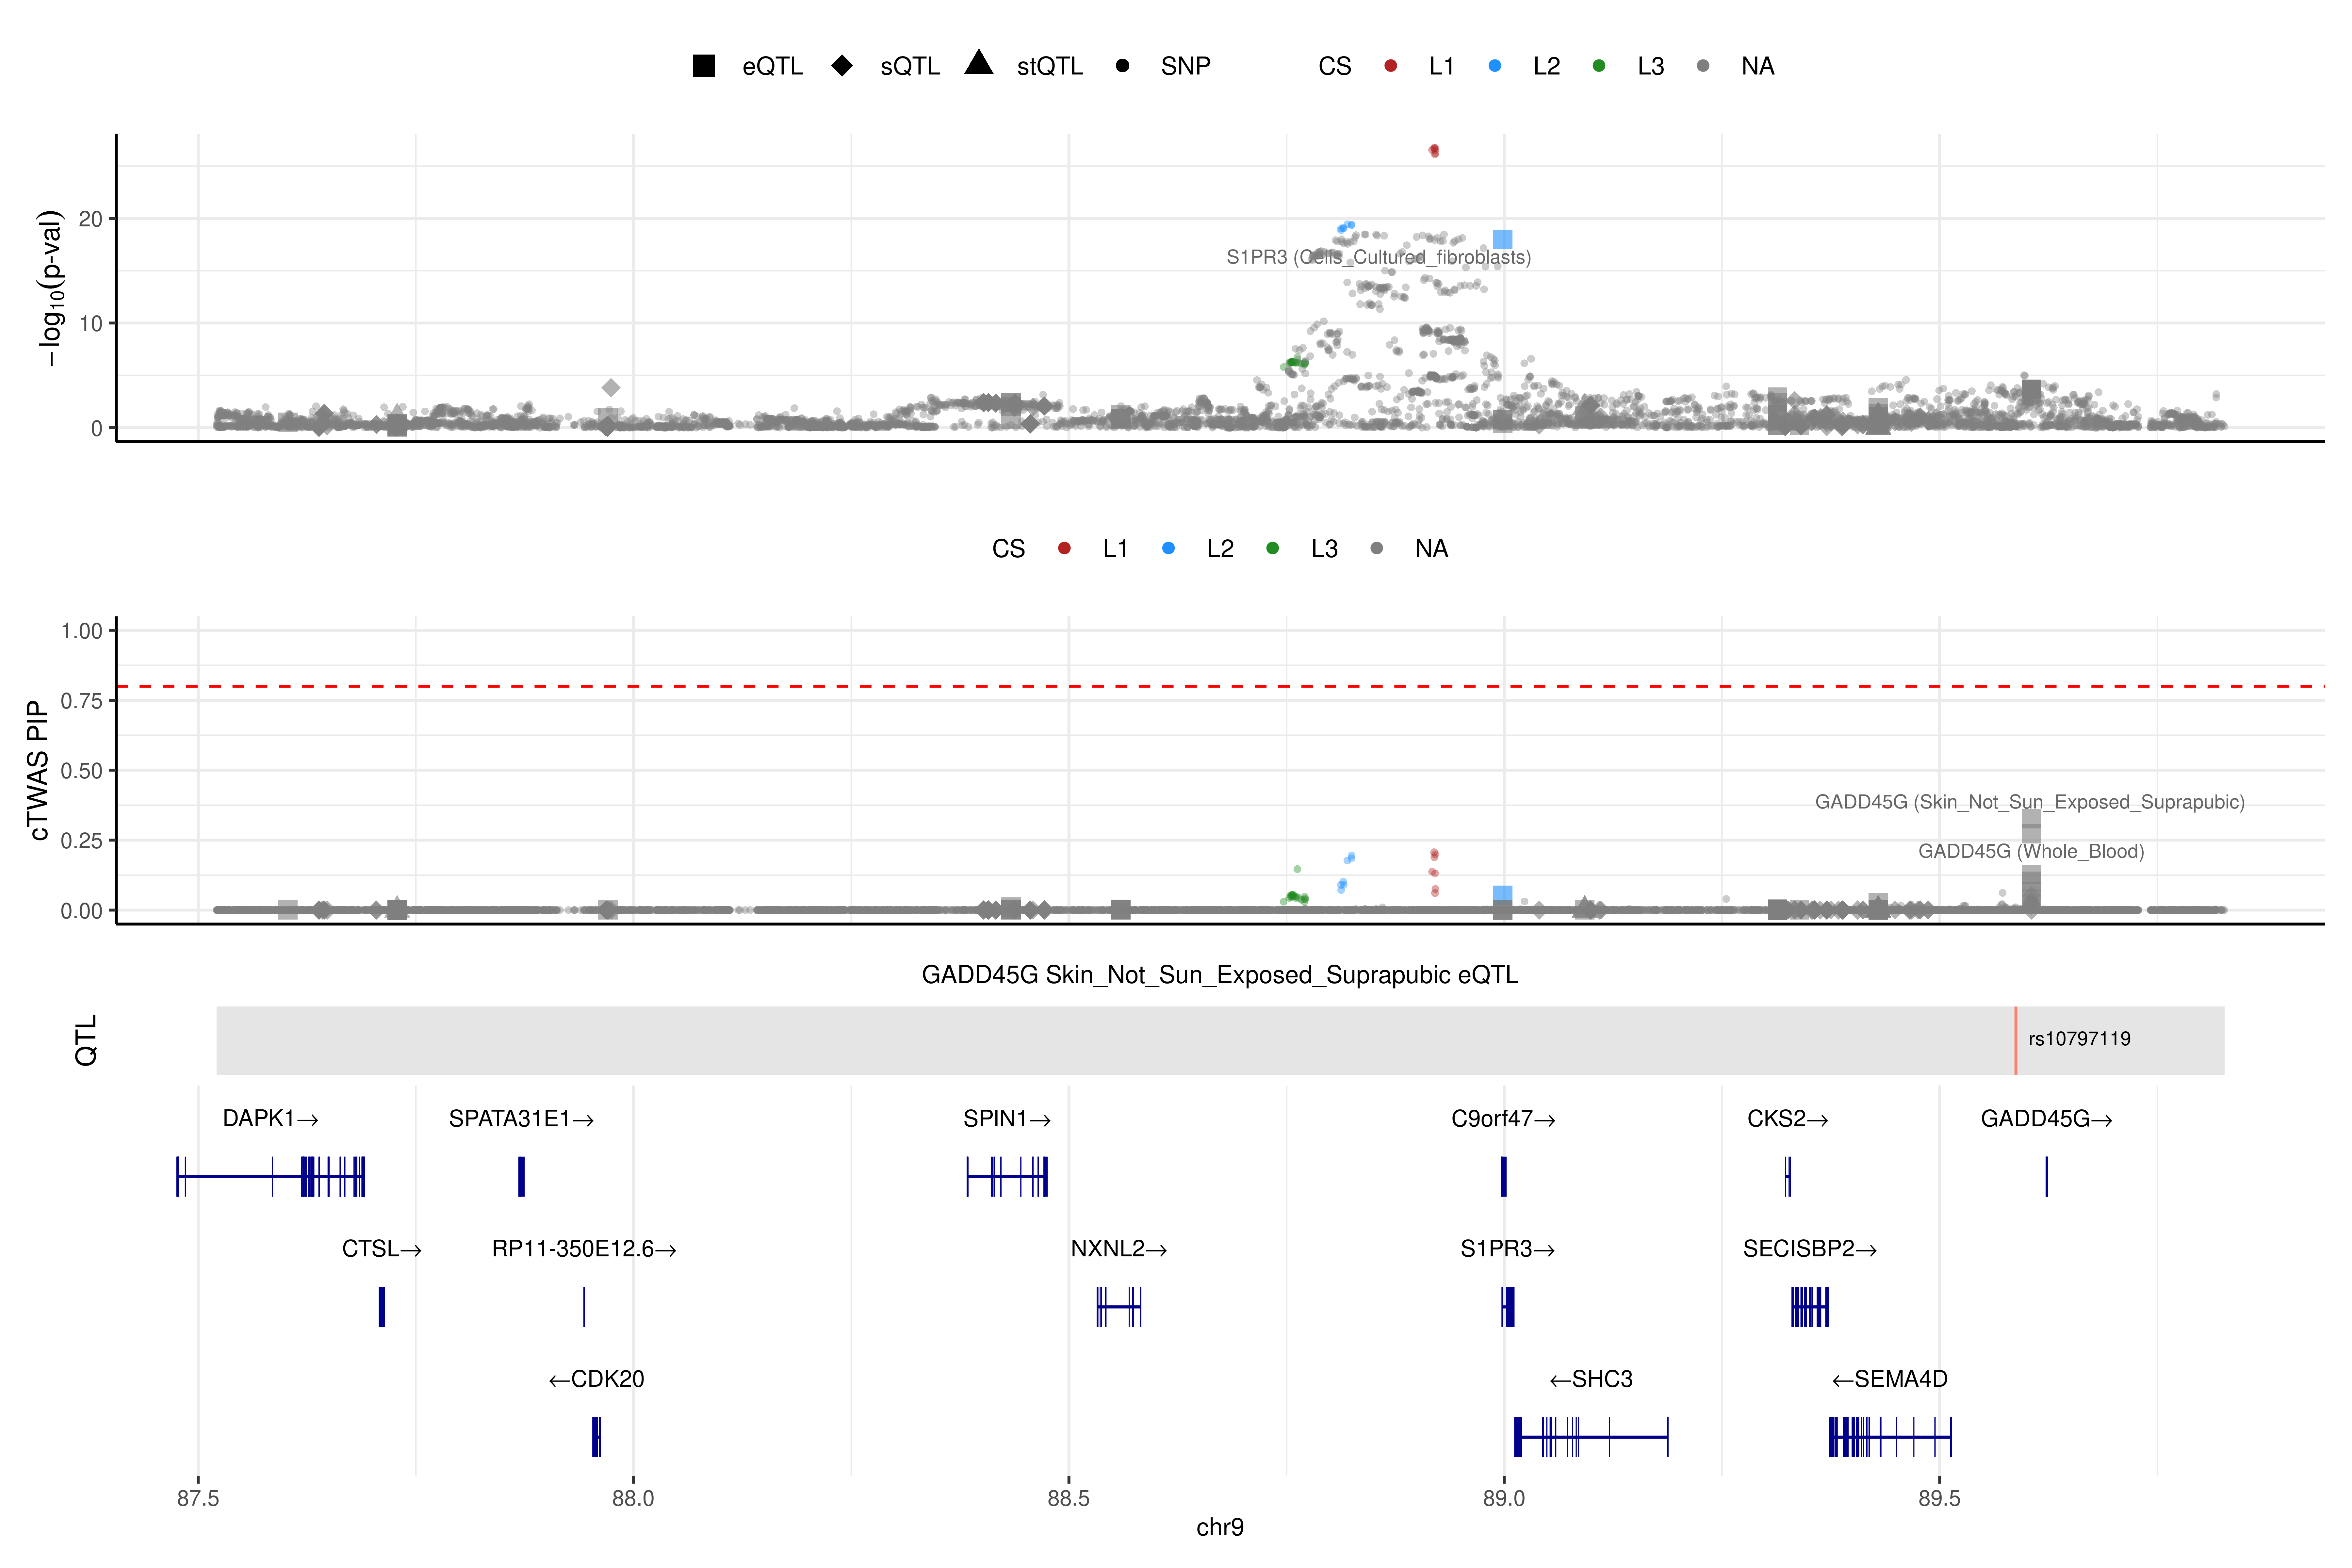 eQTL sQTL stQTL SNP CS L1 L2 L3 NA
−log10(p-val)
20
10
0
S1PR3 (Cells_Cultured_fibroblasts)
CS L1 L2 L3 NA
cTWAS PIP
1.00
0.75
0.50
0.25
0.00
GADD45G (Skin_Not_Sun_Exposed_Suprapubic)
GADD45G (Whole_Blood)
GADD45G Skin_Not_Sun_Exposed_Suprapubic eQTL
QTL
rs10797119
DAPK1→ SPATA31E1→ SPIN1→ C9orf47→ CKS2→ GADD45G→
CTSL→ RP11-350E12.6→ NXNL2→ S1PR3→ SECISBP2→
←CDK20 ←SHC3 ←SEMA4D
87.5 88.0 88.5 89.0 89.5
chr9